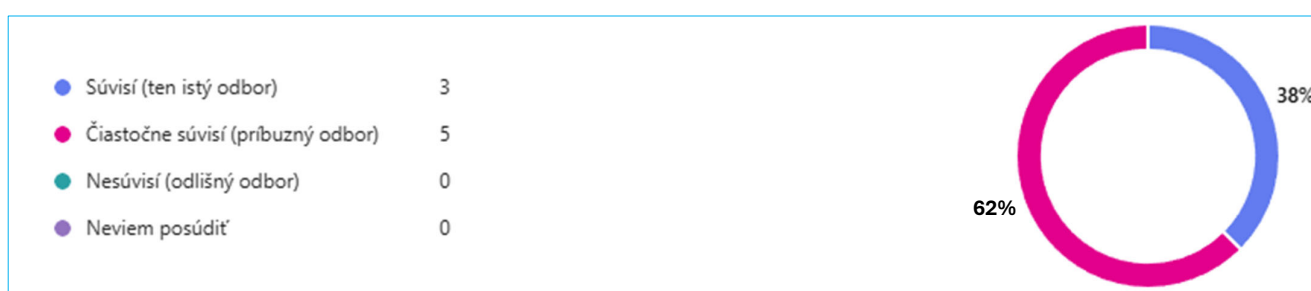 Súvisí (ten istý odbor) 3
Čiastočne súvisí (príbuzný odbor) 5
Nesúvisí (odlišný odbor) 0
Neviem posúdiť 0
38%
62%